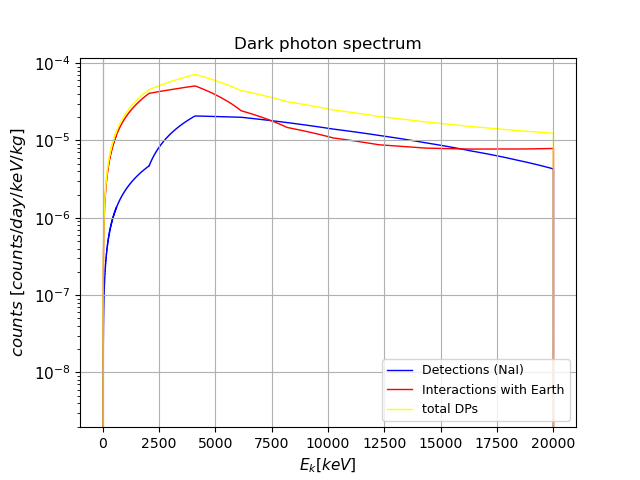 Dark photon spectrum
counts [counts/day/keV/kg]
10⁻⁴
10⁻⁵
10⁻⁶
10⁻⁷
10⁻⁸
Detections (NaI)
Interactions with Earth
total DPs
0 2500 5000 7500 10000 12500 15000 17500 20000
E_k[keV]